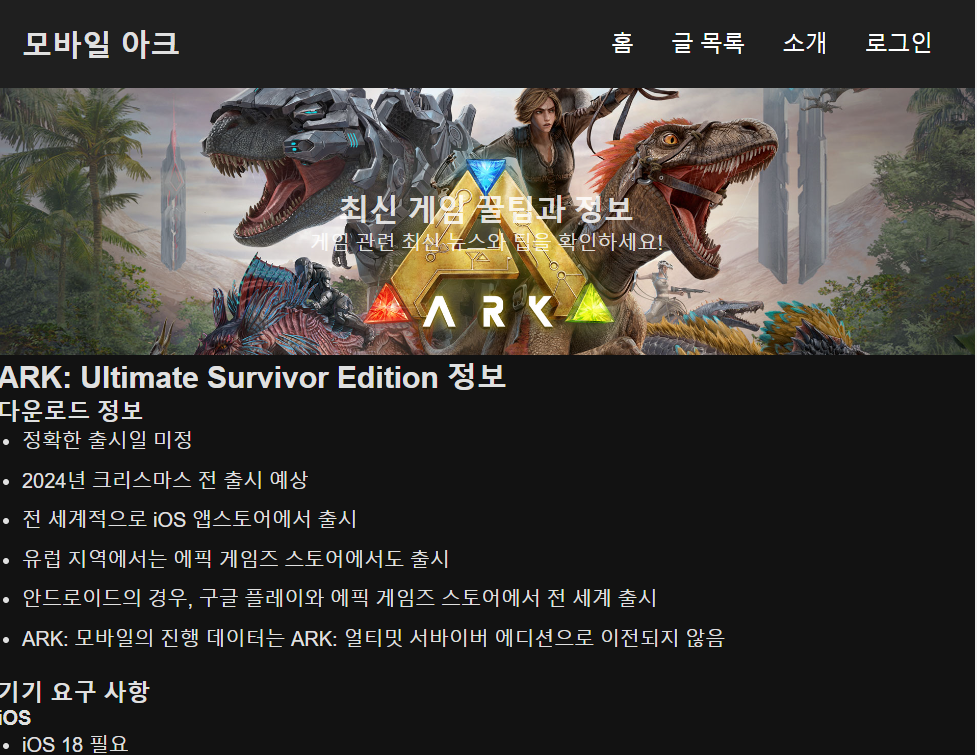 모바일 아크
홈 글 목록 소개 로그인
최신 게임 꿀팁과 정보
게임 관련 최신 뉴스와 팁을 확인하세요!
ARK
ARK: Ultimate Survivor Edition 정보
다운로드 정보
• 정확한 출시일 미정
• 2024년 크리스마스 전 출시 예상
• 전 세계적으로 iOS 앱스토어에서 출시
• 유럽 지역에서는 에픽 게임즈 스토어에서도 출시
• 안드로이드의 경우, 구글 플레이와 에픽 게임즈 스토어에서 전 세계 출시
• ARK: 모바일의 진행 데이터는 ARK: 얼티밋 서바이버 에디션으로 이전되지 않음
기기 요구 사항
iOS
• iOS 18 필요